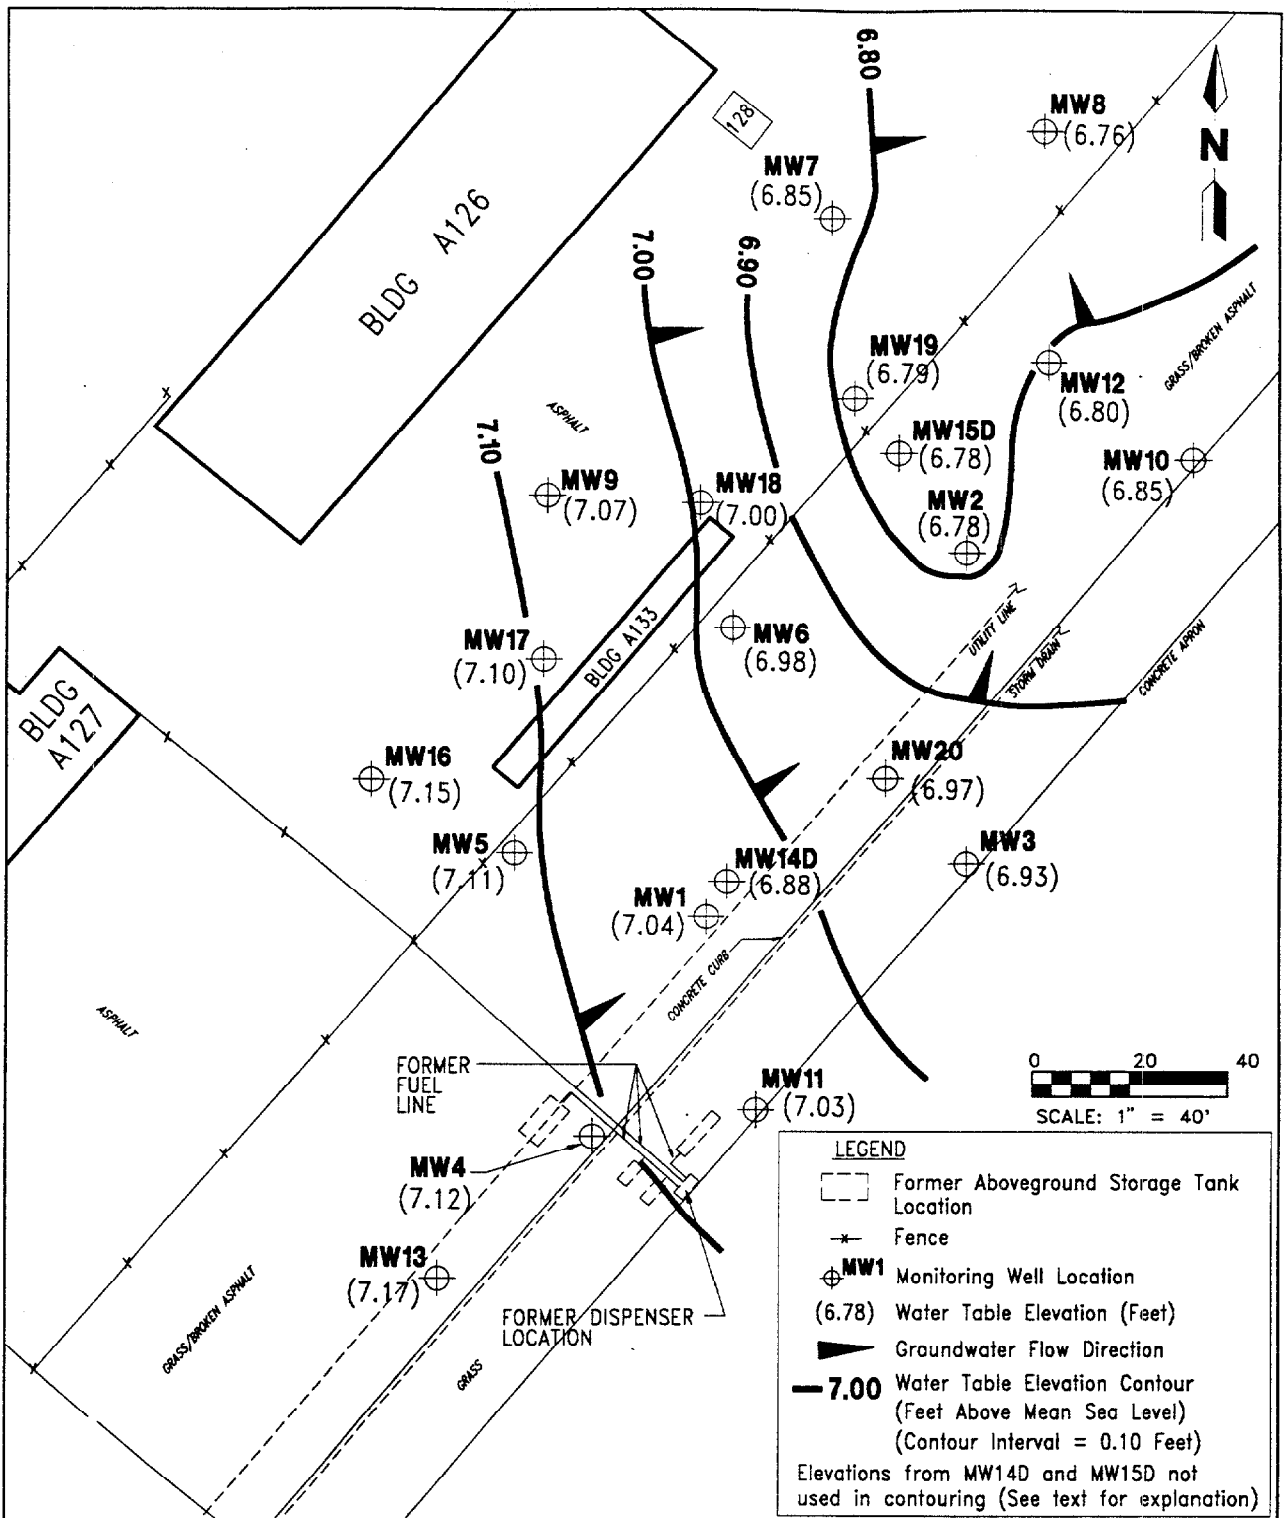 6.80
MW8
(6.76)
128
N
MW7
(6.85)
BLDG A126
7.00
6.90
GRASS/BROKEN ASPHALT
MW19
(6.79)
MW12
(6.80)
ASPHALT
7.10
MW15D
(6.78)
MW10
(6.85)
MW9
(7.07)
MW18
(7.00)
MW2
(6.78)
BLDG A133
MW17
(7.10)
MW6
(6.98)
UTILITY LINE
STORM DRAIN
CONCRETE APRON
BLDG
A127
MW16
(7.15)
MW20
(6.97)
MW5
(7.11)
MW14D
(6.88)
MW3
(6.93)
MW1
(7.04)
CONCRETE CURB
ASPHALT
FORMER
FUEL
LINE
MW11
(7.03)
0 20 40
SCALE: 1" = 40'
MW4
(7.12)
MW13
(7.17)
FORMER DISPENSER
LOCATION
GRASS/BROKEN ASPHALT
GRASS
LEGEND
Former Aboveground Storage Tank
Location
Fence
MW1 Monitoring Well Location
(6.78) Water Table Elevation (Feet)
Groundwater Flow Direction
7.00 Water Table Elevation Contour
(Feet Above Mean Sea Level)
(Contour Interval = 0.10 Feet)
Elevations from MW14D and MW15D not
used in contouring (See text for explanation)